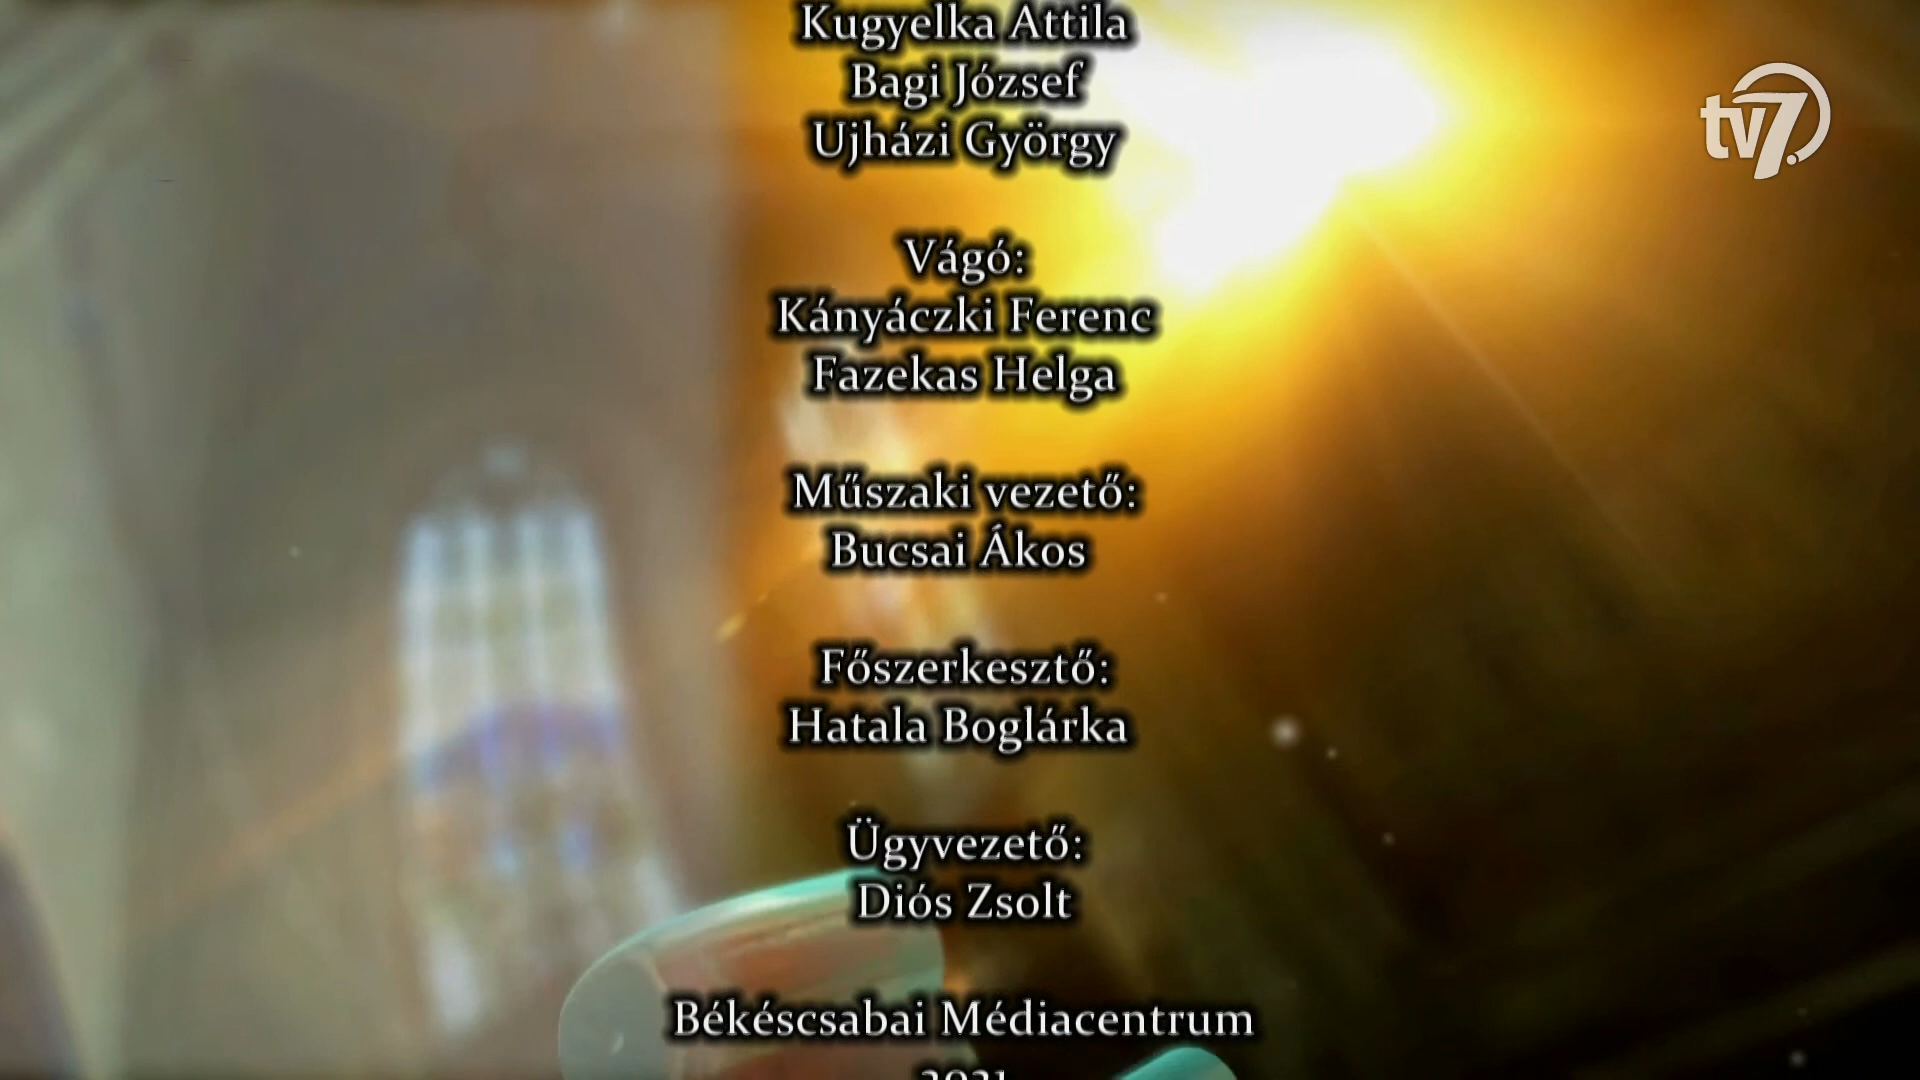 Kugyelka Attila
Bagi József
Ujházi György
tv7.
Vágó:
Kányáczki Ferenc
Fazekas Helga
Műszaki vezető:
Bucsai Ákos
Főszerkesztő:
Hatala Boglárka
Ügyvezető:
Diós Zsolt
Békéscsabai Médiacentrum